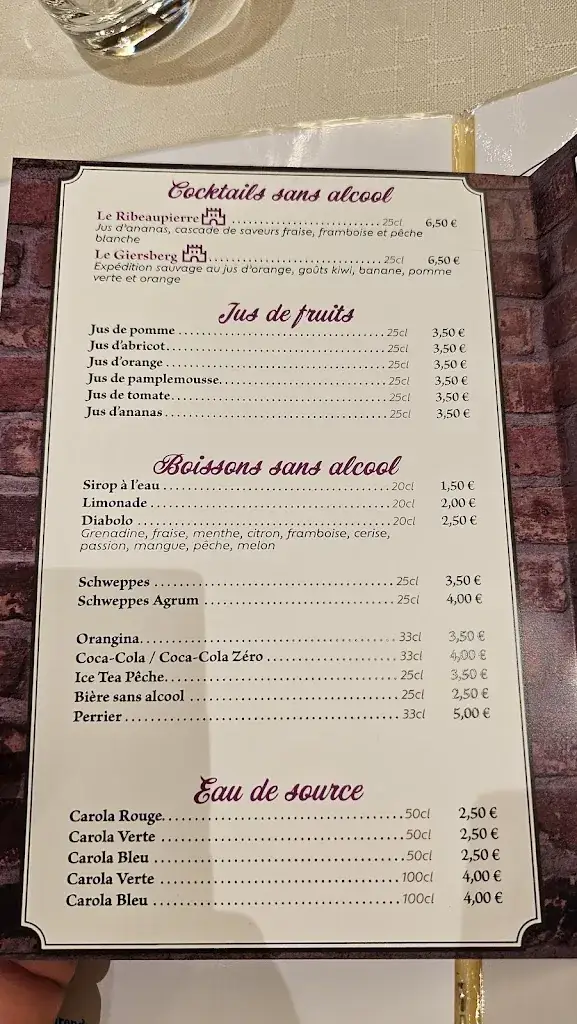 Cocktails sans alcool
Le Ribeaupierre ........................ 25cl 6,50 €
Jus d'ananas, cascade de saveurs fraise, framboise et pêche
blanche
Le Giersberg ........................ 25cl 6,50 €
Expédition sauvage au jus d'orange, goûts kiwi, banane, pomme
verte et orange
Jus de fruits
Jus de pomme ........................ 25cl 3,50 €
Jus d'abricot ........................ 25cl 3,50 €
Jus d'orange ........................ 25cl 3,50 €
Jus de pamplemousse ........................ 25cl 3,50 €
Jus de tomate ........................ 25cl 3,50 €
Jus d'ananas ........................ 25cl 3,50 €
Boissons sans alcool
Sirop à l'eau ........................ 20cl 1,50 €
Limonade ........................ 20cl 2,00 €
Diabolo ........................ 20cl 2,50 €
Grenadine, fraise, menthe, citron, framboise, cerise,
passion, mangue, pêche, melon
Schweppes ........................ 25cl 3,50 €
Schweppes Agrum ........................ 25cl 4,00 €
Orangina ........................ 33cl 3,50 €
Coca-Cola / Coca-Cola Zéro ........................ 33cl 4,00 €
Ice Tea Pêche ........................ 25cl 3,50 €
Bière sans alcool ........................ 25cl 2,50 €
Perrier ........................ 33cl 5,00 €
Eau de source
Carola Rouge ........................ 50cl 2,50 €
Carola Verte ........................ 50cl 2,50 €
Carola Bleu ........................ 50cl 2,50 €
Carola Verte ........................ 100cl 4,00 €
Carola Bleu ........................ 100cl 4,00 €